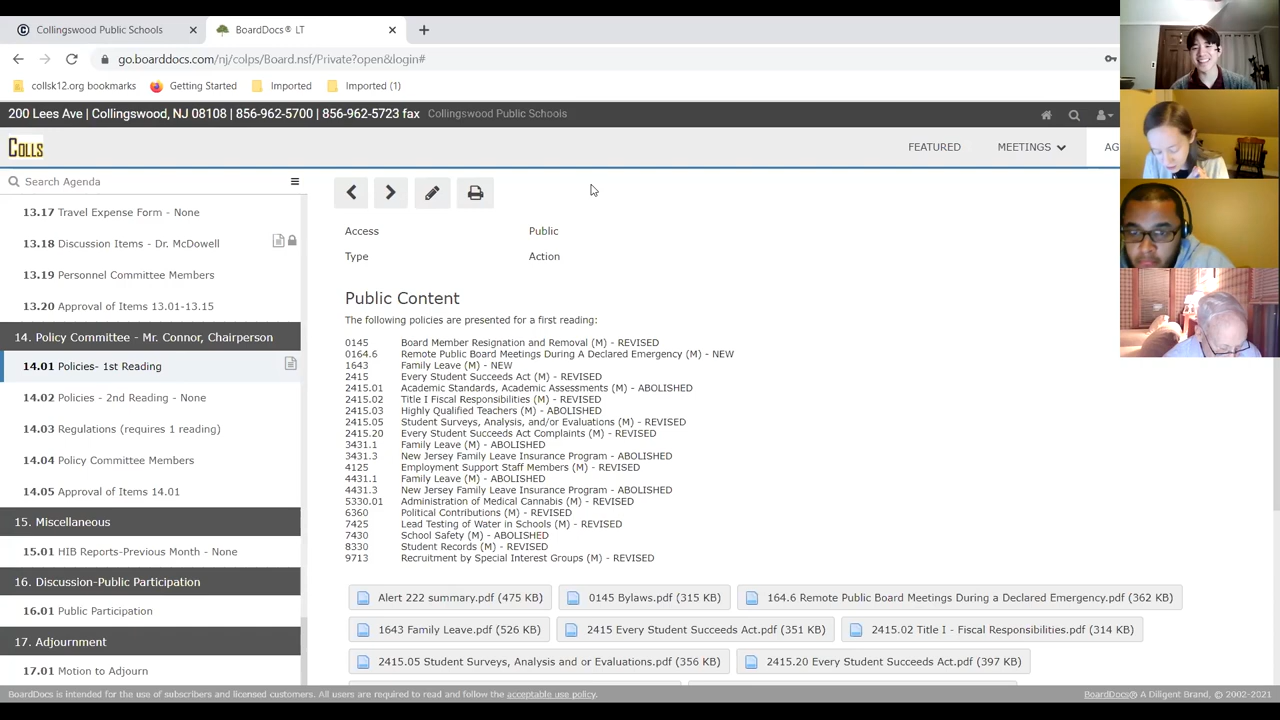 Collingswood Public Schools
BoardDocs® LT
go.boarddocs.com/nj/colps/Board.nsf/Private?open&login#
collsk12.org bookmarks
Getting Started
Imported
Imported (1)
200 Lees Ave | Collingswood, NJ 08108 | 856-962-5700 | 856-962-5723 fax
Collingswood Public Schools
COLLS
FEATURED
MEETINGS
AG
Search Agenda
13.17 Travel Expense Form - None
13.18 Discussion Items - Dr. McDowell
13.19 Personnel Committee Members
13.20 Approval of Items 13.01-13.15
14. Policy Committee - Mr. Connor, Chairperson
14.01 Policies- 1st Reading
14.02 Policies - 2nd Reading - None
14.03 Regulations (requires 1 reading)
14.04 Policy Committee Members
14.05 Approval of Items 14.01
15. Miscellaneous
15.01 HIB Reports-Previous Month - None
16. Discussion-Public Participation
16.01 Public Participation
17. Adjournment
17.01 Motion to Adjourn
Access Public
Type Action
Public Content
The following policies are presented for a first reading:
0145 Board Member Resignation and Removal (M) - REVISED
0164.6 Remote Public Board Meetings During A Declared Emergency (M) - NEW
1643 Family Leave (M) - NEW
2415 Every Student Succeeds Act (M) - REVISED
2415.01 Academic Standards, Academic Assessments (M) - ABOLISHED
2415.02 Title I Fiscal Responsibilities (M) - REVISED
2415.03 Highly Qualified Teachers (M) - ABOLISHED
2415.05 Student Surveys, Analysis, and/or Evaluations (M) - REVISED
2415.20 Every Student Succeeds Act Complaints (M) - REVISED
3431.1 Family Leave (M) - ABOLISHED
3431.3 New Jersey Family Leave Insurance Program - ABOLISHED
4125 Employment Support Staff Members (M) - REVISED
4431.1 Family Leave (M) - ABOLISHED
4431.3 New Jersey Family Leave Insurance Program - ABOLISHED
5330.01 Administration of Medical Cannabis (M) - REVISED
6360 Political Contributions (M) - REVISED
7425 Lead Testing of Water in Schools (M) - REVISED
7430 School Safety (M) - ABOLISHED
8330 Student Records (M) - REVISED
9713 Recruitment by Special Interest Groups (M) - REVISED
Alert 222 summary.pdf (475 KB)
0145 Bylaws.pdf (315 KB)
164.6 Remote Public Board Meetings During a Declared Emergency.pdf (362 KB)
1643 Family Leave.pdf (526 KB)
2415 Every Student Succeeds Act.pdf (351 KB)
2415.02 Title I - Fiscal Responsibilities.pdf (314 KB)
2415.05 Student Surveys, Analysis and or Evaluations.pdf (356 KB)
2415.20 Every Student Succeeds Act.pdf (397 KB)
BoardDocs is intended for the use of subscribers and licensed customers. All users are required to read and follow the acceptable use policy.
BoardDocs® A Diligent Brand, © 2002-2021